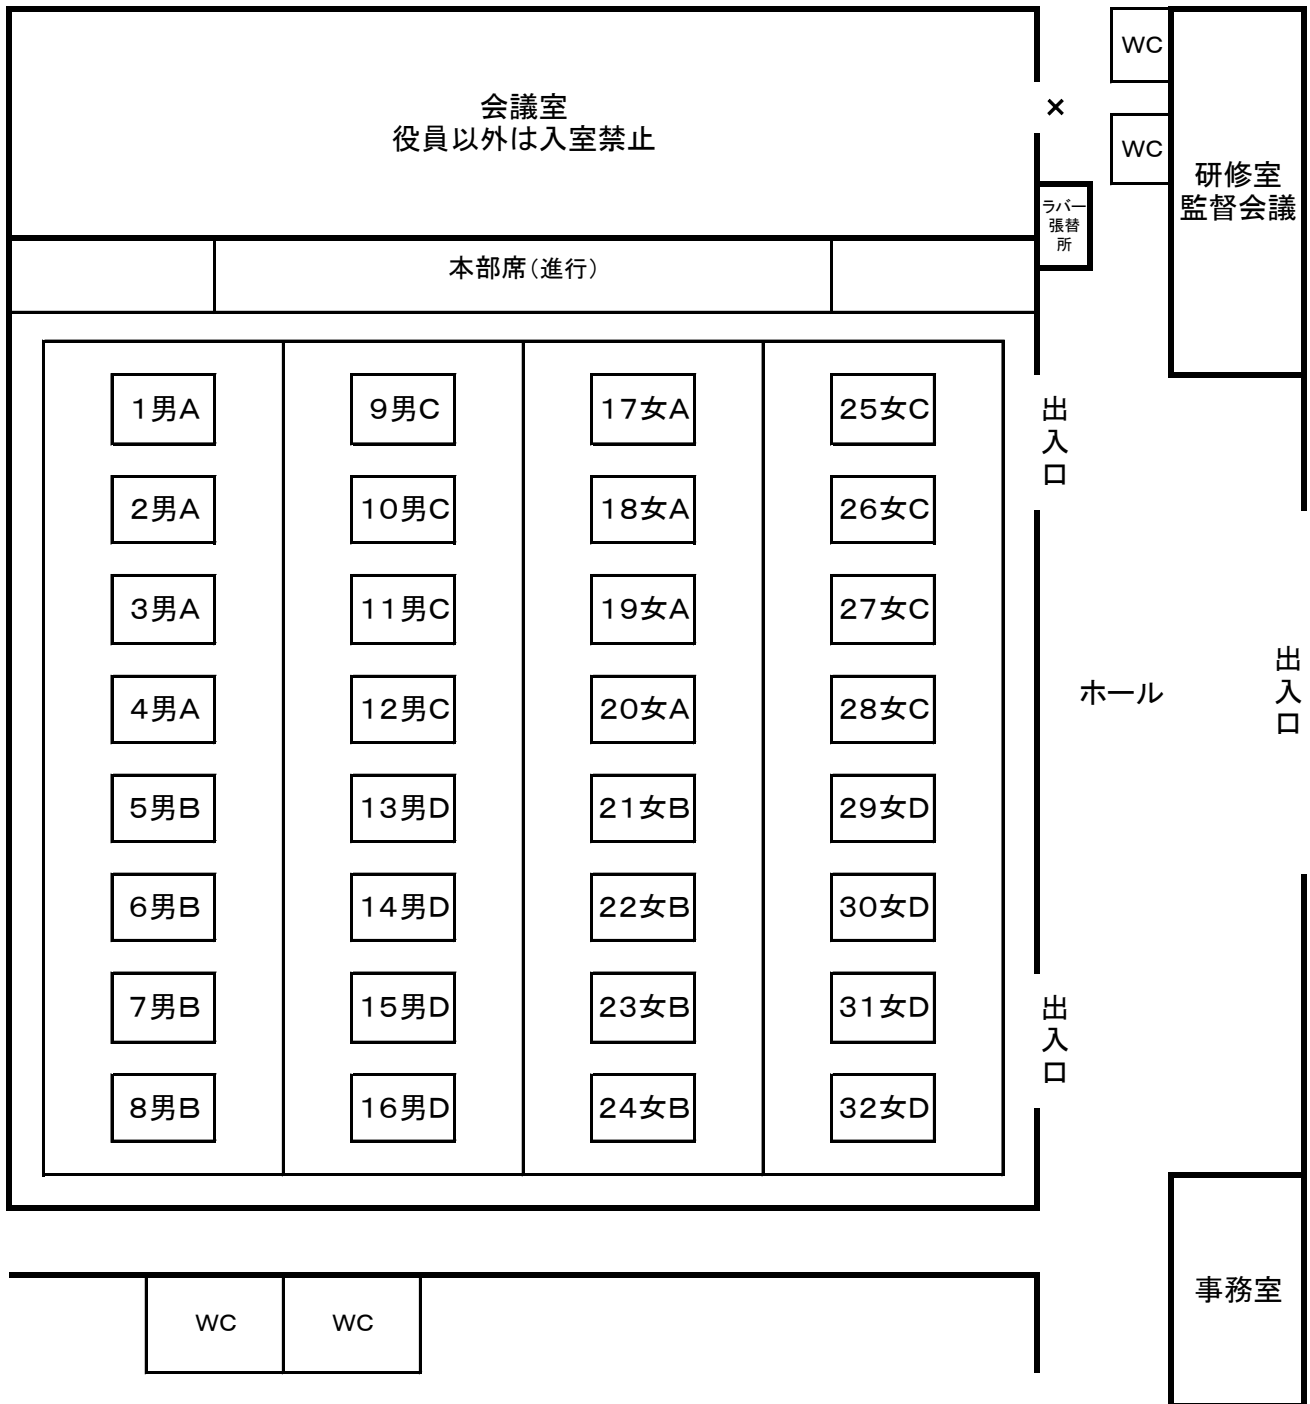 会議室
役員以外は入室禁止
×
WC
WC
研修室
監督会議
ラバー
張替
所
本部席（進行）
１男Ａ
９男Ｃ
１７女Ａ
２５女Ｃ
２男Ａ
１０男Ｃ
１８女Ａ
２６女Ｃ
３男Ａ
１１男Ｃ
１９女Ａ
２７女Ｃ
４男Ａ
１２男Ｃ
２０女Ａ
２８女Ｃ
５男Ｂ
１３男Ｄ
２１女Ｂ
２９女Ｄ
６男Ｂ
１４男Ｄ
２２女Ｂ
３０女Ｄ
７男Ｂ
１５男Ｄ
２３女Ｂ
３１女Ｄ
８男Ｂ
１６男Ｄ
２４女Ｂ
３２女Ｄ
出入口
ホール
出入口
出入口
WC
WC
事務室